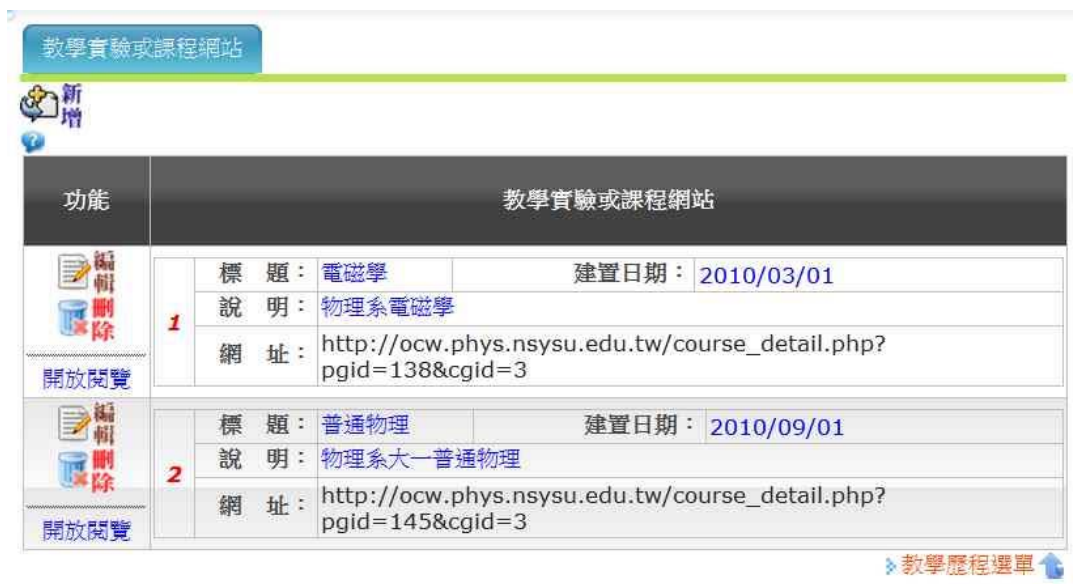 教學實驗或課程網站
新增
功能 教學實驗或課程網站
編輯
刪除
開放閱覽
1
標 題： 電磁學 建置日期： 2010/03/01
說 明： 物理系電磁學
網 址： http://ocw.phys.nsysu.edu.tw/course_detail.php?
pgid=138&cgid=3
編輯
刪除
開放閱覽
2
標 題： 普通物理 建置日期： 2010/09/01
說 明： 物理系大一普通物理
網 址： http://ocw.phys.nsysu.edu.tw/course_detail.php?
pgid=145&cgid=3
教學歷程選單